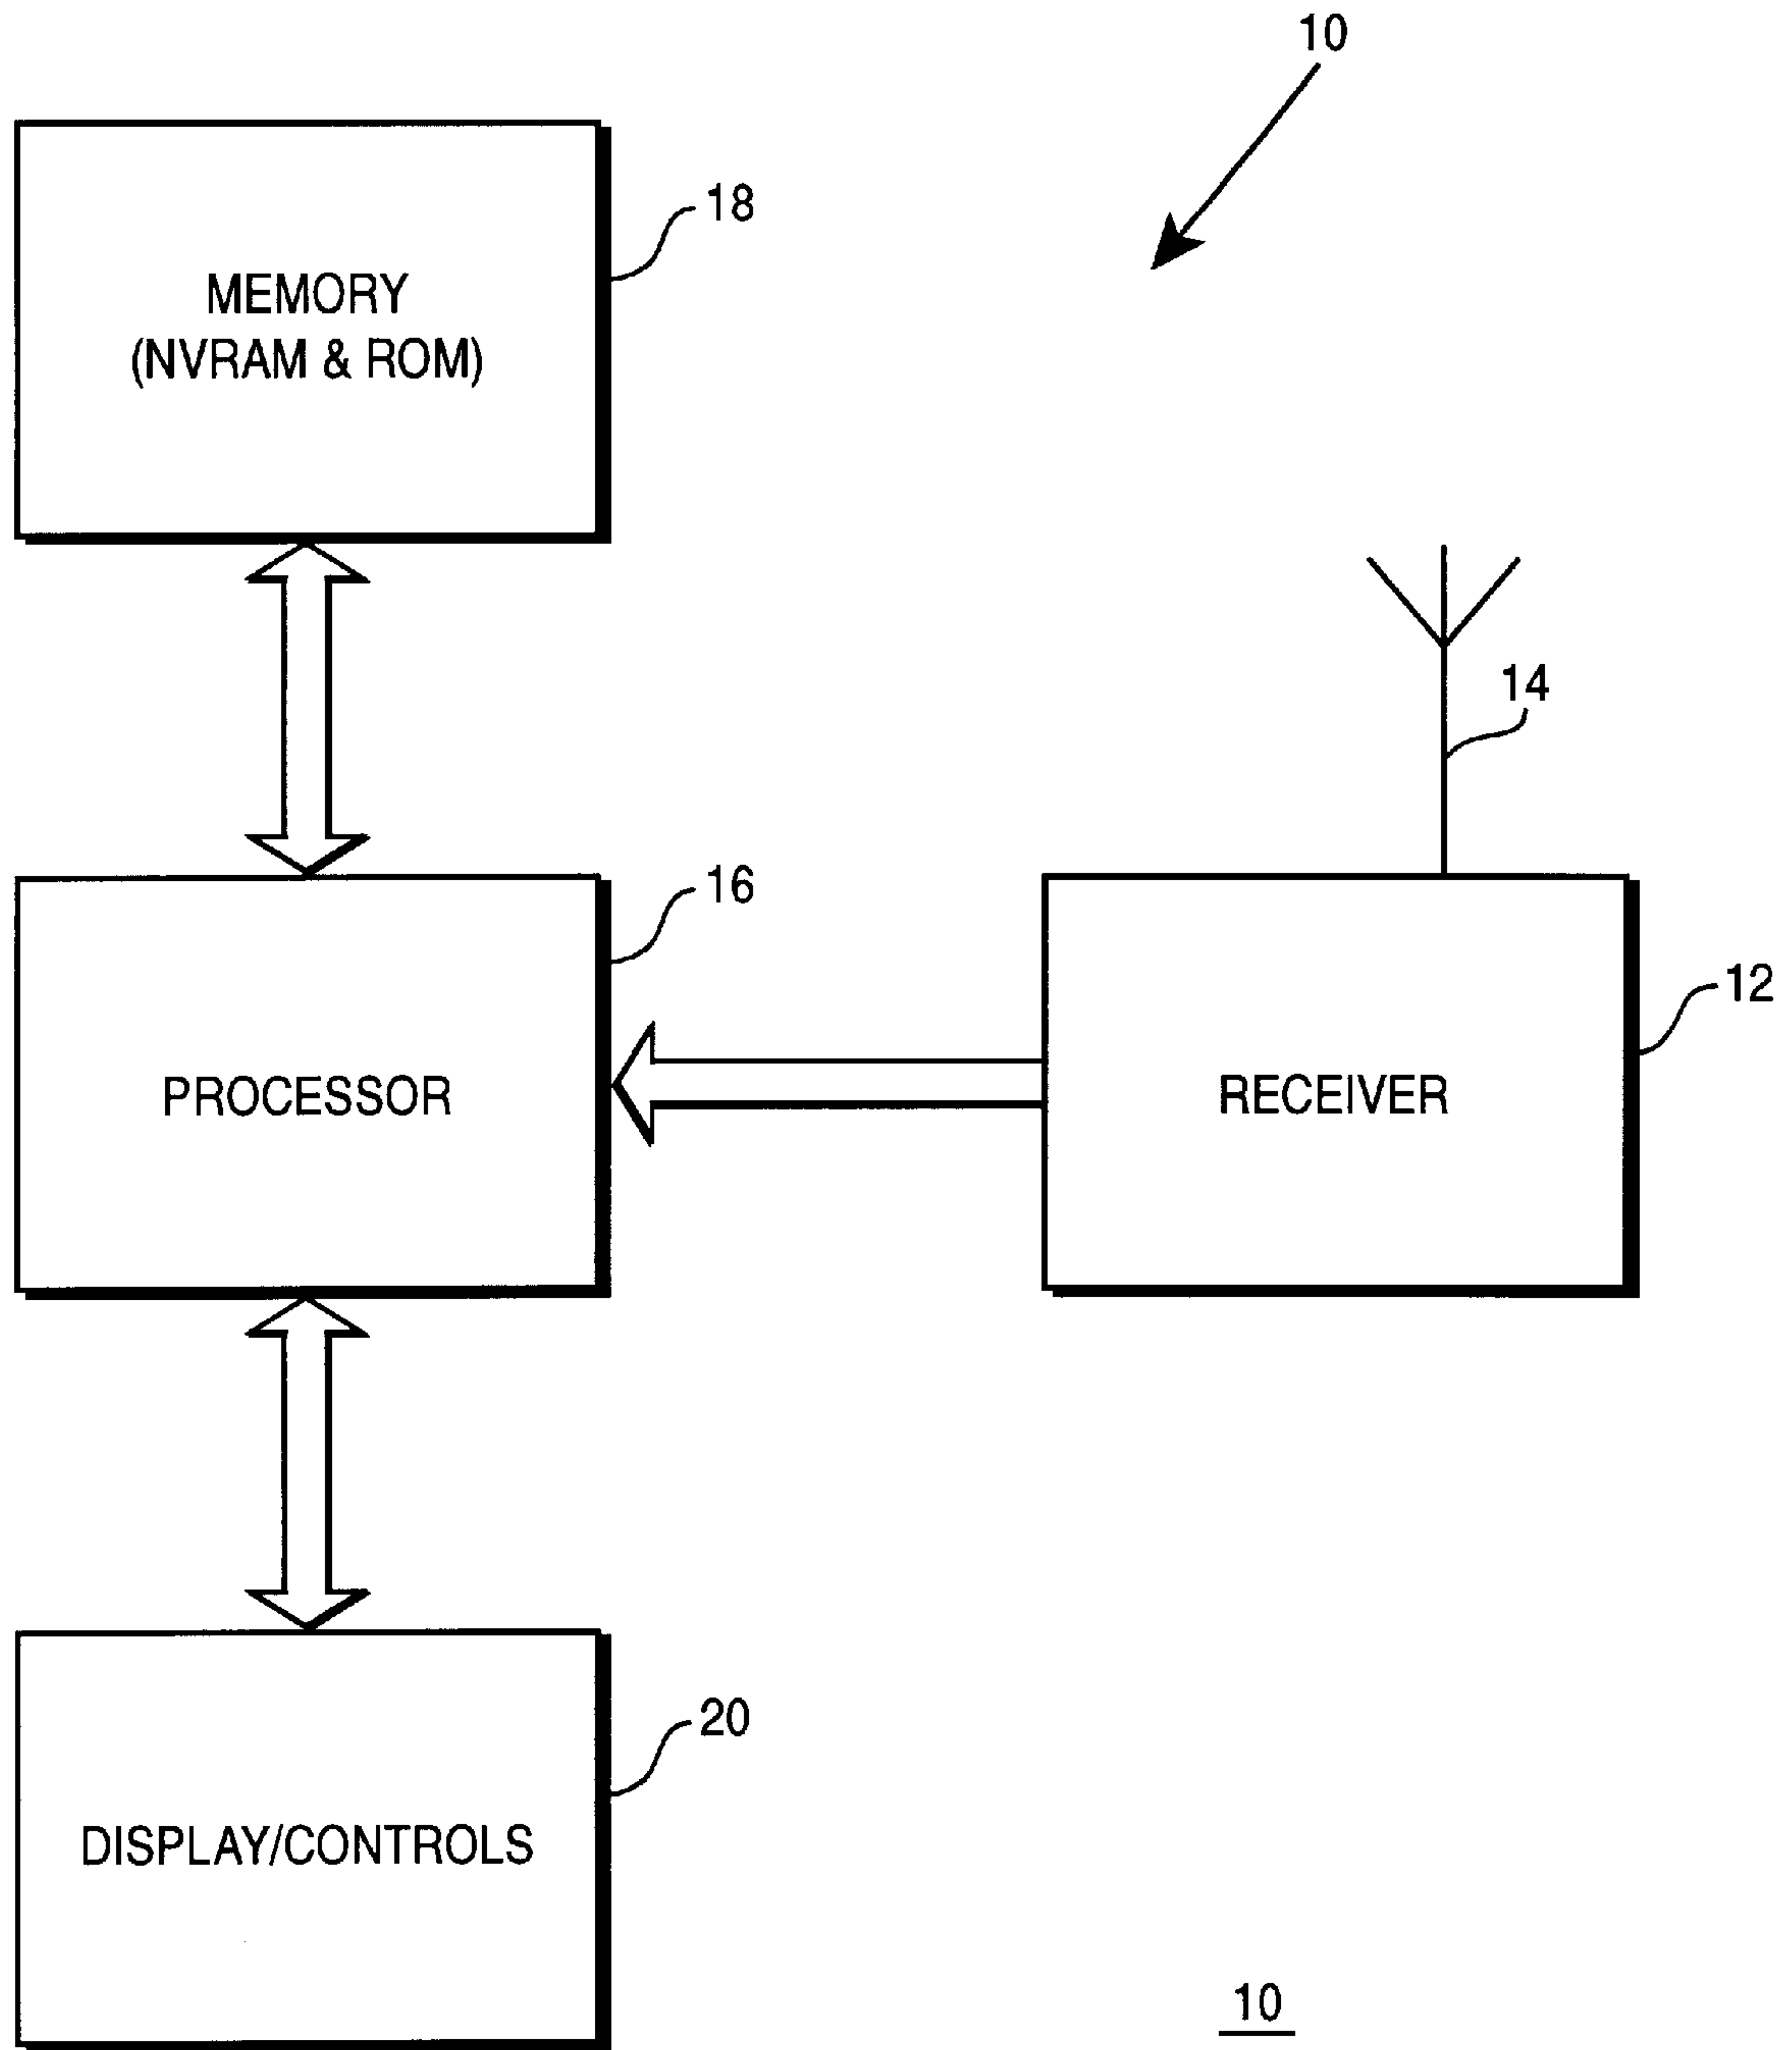 10
18
MEMORY
(NVRAM & ROM)
14
16
12
PROCESSOR
RECEIVER
20
DISPLAY/CONTROLS
10